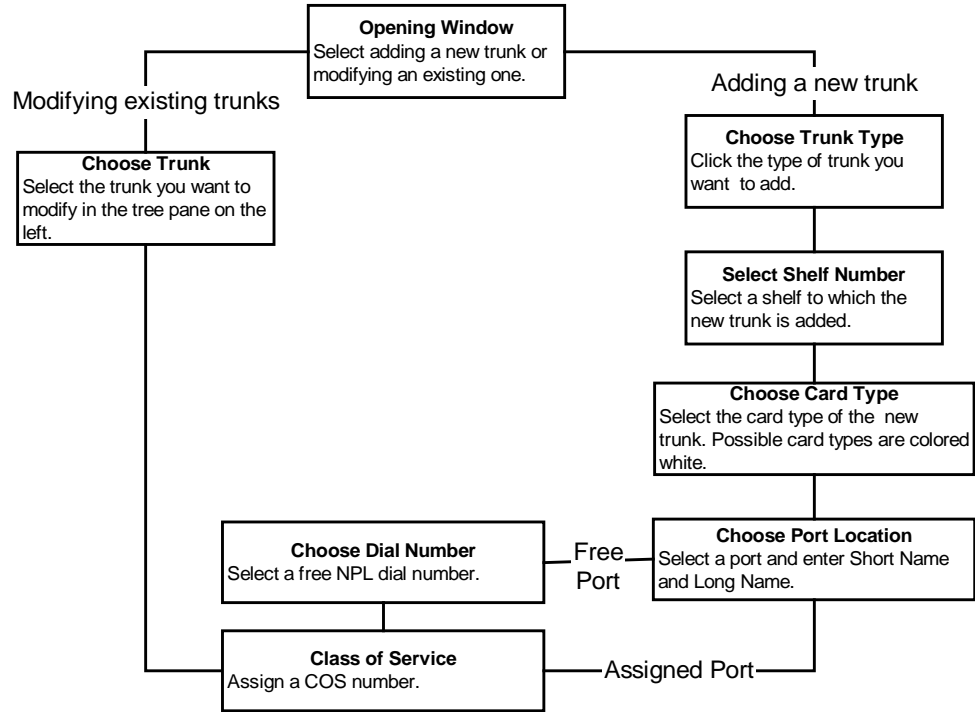 Opening Window
Select adding a new trunk or
modifying an existing one.
Modifying existing trunks
Adding a new trunk
Choose Trunk
Select the trunk you want to
modify in the tree pane on the
left.
Choose Trunk Type
Click the type of trunk you
want to add.
Select Shelf Number
Select a shelf to which the
new trunk is added.
Choose Card Type
Select the card type of the new
trunk. Possible card types are colored
white.
Choose Port Location
Select a port and enter Short Name
and Long Name.
Free
Port
Choose Dial Number
Select a free NPL dial number.
Class of Service
Assign a COS number.
Assigned Port